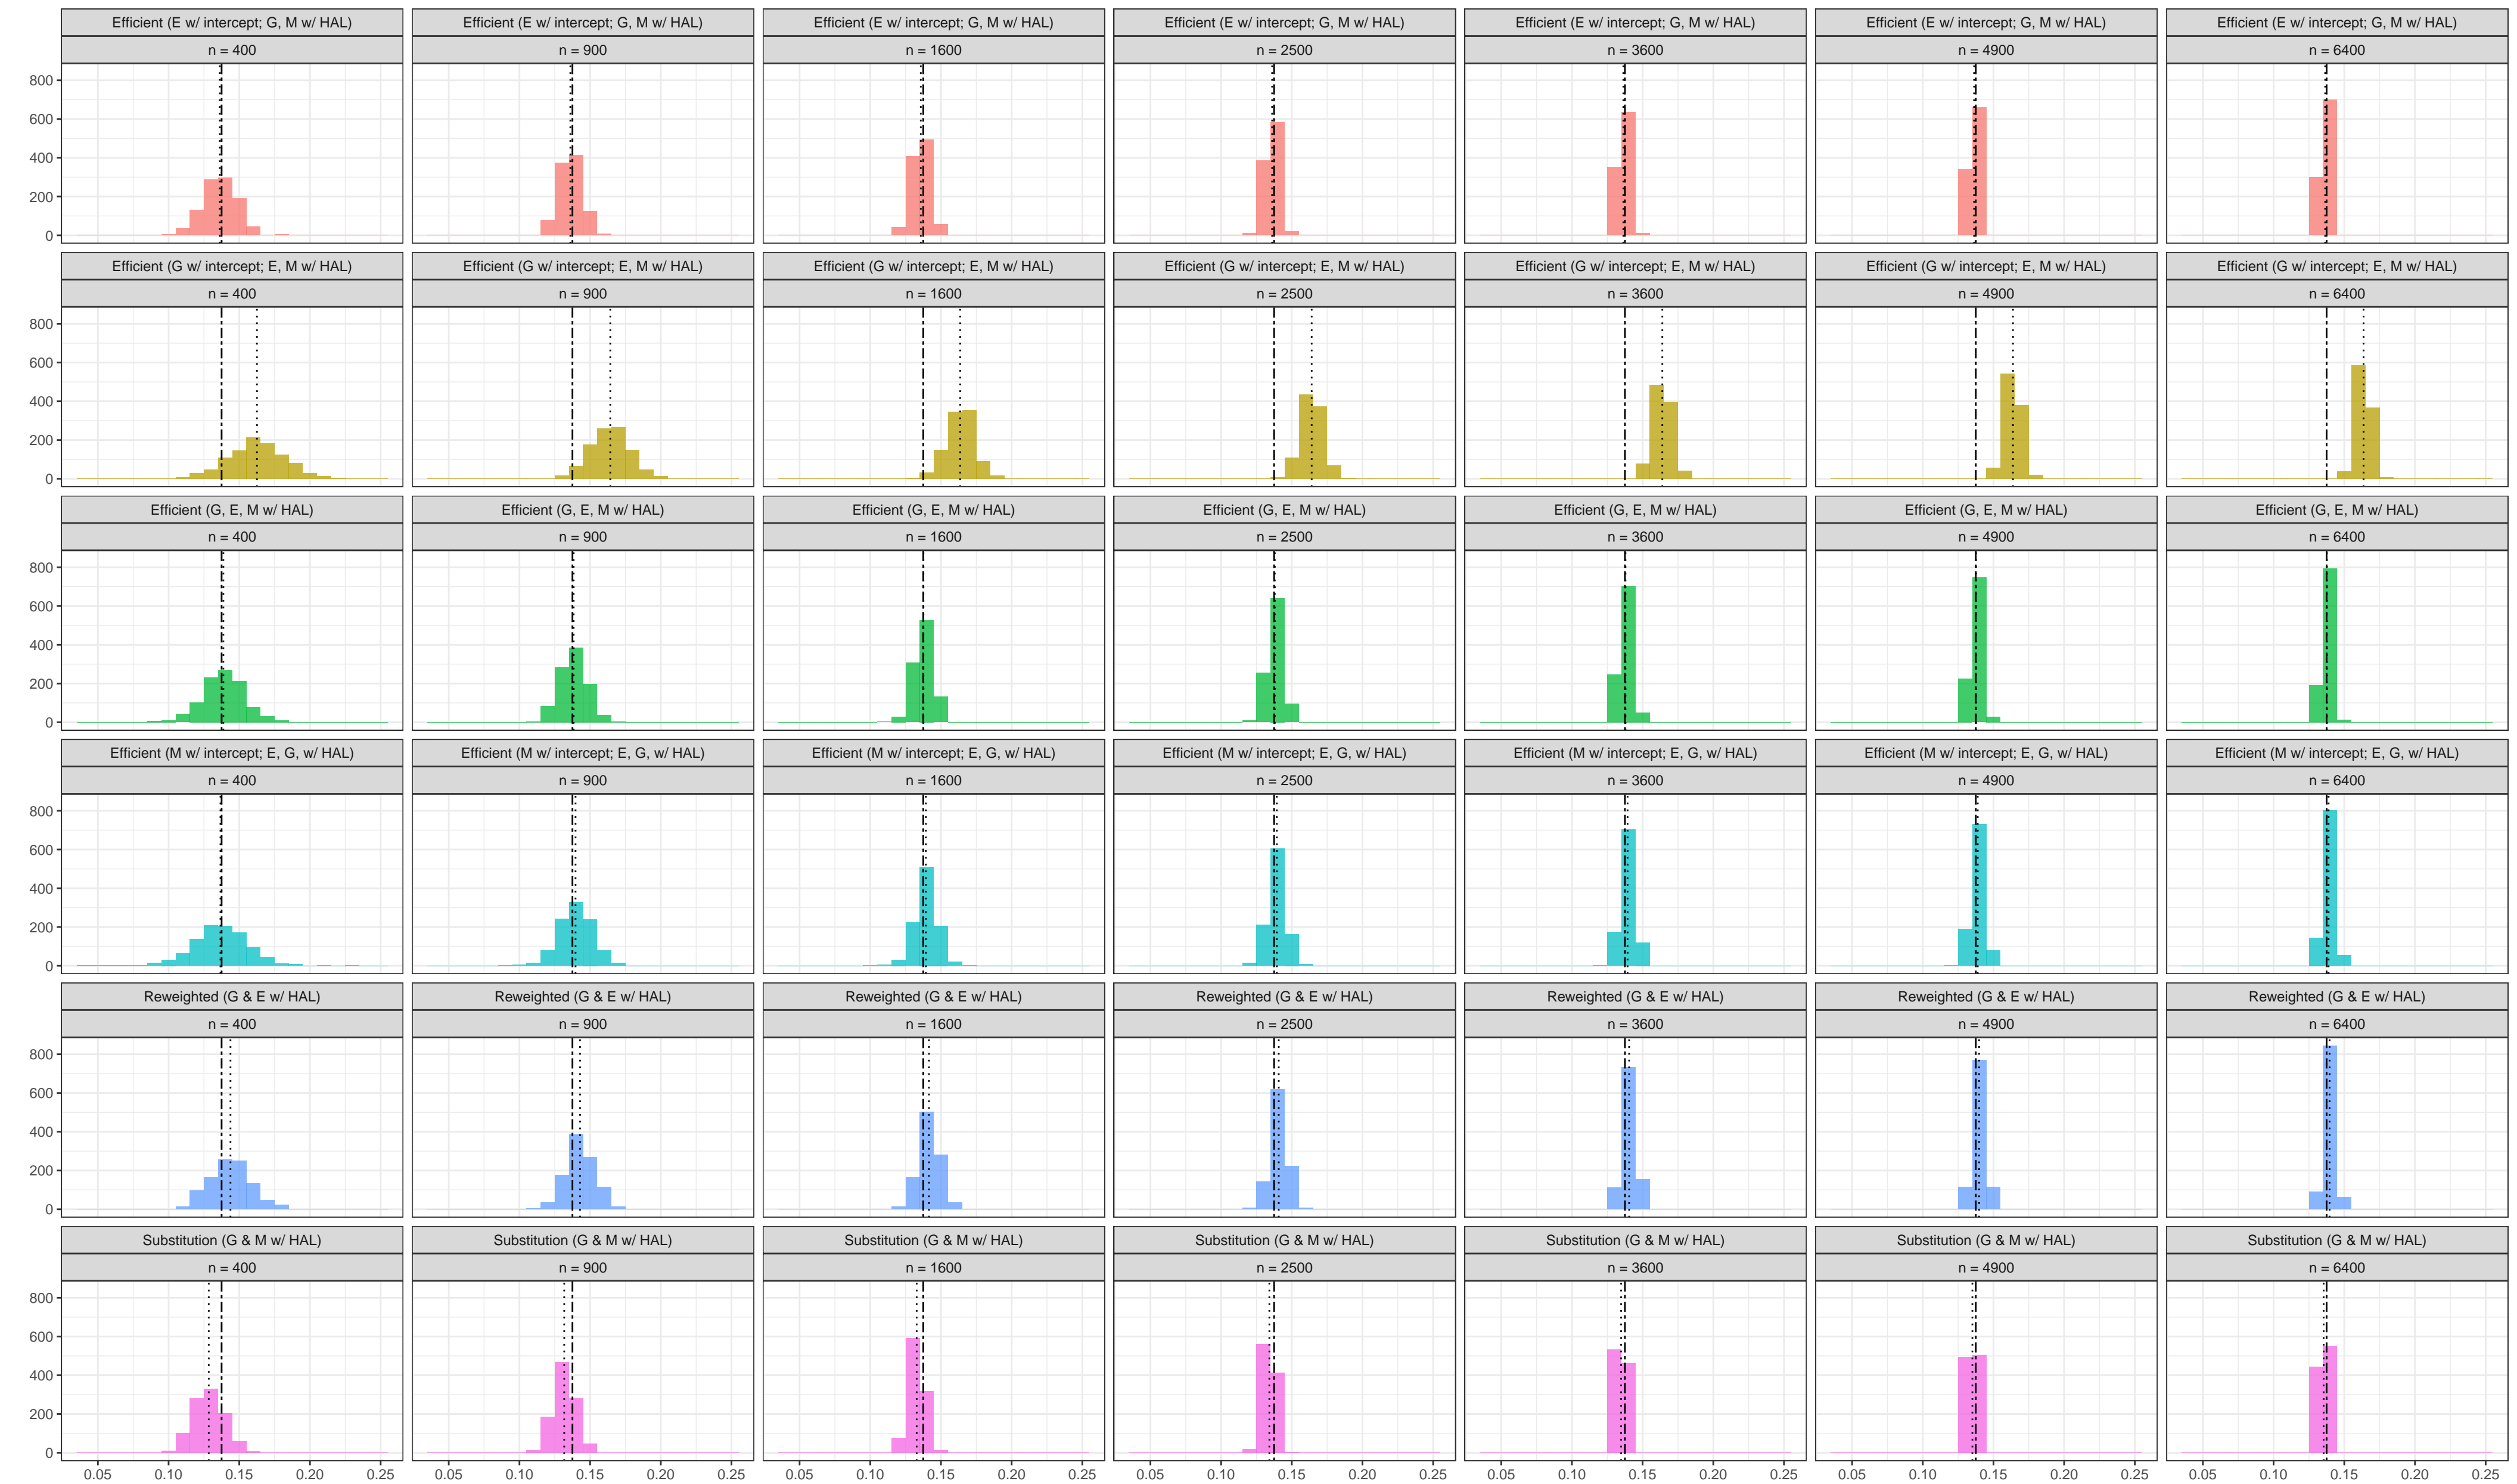 Efficient (E w/ intercept; G, M w/ HAL) Efficient (E w/ intercept; G, M w/ HAL) Efficient (E w/ intercept; G, M w/ HAL) Efficient (E w/ intercept; G, M w/ HAL) Efficient (E w/ intercept; G, M w/ HAL) Efficient (E w/ intercept; G, M w/ HAL) Efficient (E w/ intercept; G, M w/ HAL)
n = 400 n = 900 n = 1600 n = 2500 n = 3600 n = 4900 n = 6400
800
600
400
200
0
Efficient (G w/ intercept; E, M w/ HAL) Efficient (G w/ intercept; E, M w/ HAL) Efficient (G w/ intercept; E, M w/ HAL) Efficient (G w/ intercept; E, M w/ HAL) Efficient (G w/ intercept; E, M w/ HAL) Efficient (G w/ intercept; E, M w/ HAL) Efficient (G w/ intercept; E, M w/ HAL)
n = 400 n = 900 n = 1600 n = 2500 n = 3600 n = 4900 n = 6400
800
600
400
200
0
Efficient (G, E, M w/ HAL) Efficient (G, E, M w/ HAL) Efficient (G, E, M w/ HAL) Efficient (G, E, M w/ HAL) Efficient (G, E, M w/ HAL) Efficient (G, E, M w/ HAL) Efficient (G, E, M w/ HAL)
n = 400 n = 900 n = 1600 n = 2500 n = 3600 n = 4900 n = 6400
800
600
400
200
0
Efficient (M w/ intercept; E, G, w/ HAL) Efficient (M w/ intercept; E, G, w/ HAL) Efficient (M w/ intercept; E, G, w/ HAL) Efficient (M w/ intercept; E, G, w/ HAL) Efficient (M w/ intercept; E, G, w/ HAL) Efficient (M w/ intercept; E, G, w/ HAL) Efficient (M w/ intercept; E, G, w/ HAL)
n = 400 n = 900 n = 1600 n = 2500 n = 3600 n = 4900 n = 6400
800
600
400
200
0
Reweighted (G & E w/ HAL) Reweighted (G & E w/ HAL) Reweighted (G & E w/ HAL) Reweighted (G & E w/ HAL) Reweighted (G & E w/ HAL) Reweighted (G & E w/ HAL) Reweighted (G & E w/ HAL)
n = 400 n = 900 n = 1600 n = 2500 n = 3600 n = 4900 n = 6400
800
600
400
200
0
Substitution (G & M w/ HAL) Substitution (G & M w/ HAL) Substitution (G & M w/ HAL) Substitution (G & M w/ HAL) Substitution (G & M w/ HAL) Substitution (G & M w/ HAL) Substitution (G & M w/ HAL)
n = 400 n = 900 n = 1600 n = 2500 n = 3600 n = 4900 n = 6400
800
600
400
200
0
0.05 0.10 0.15 0.20 0.25 0.05 0.10 0.15 0.20 0.25 0.05 0.10 0.15 0.20 0.25 0.05 0.10 0.15 0.20 0.25 0.05 0.10 0.15 0.20 0.25 0.05 0.10 0.15 0.20 0.25 0.05 0.10 0.15 0.20 0.25